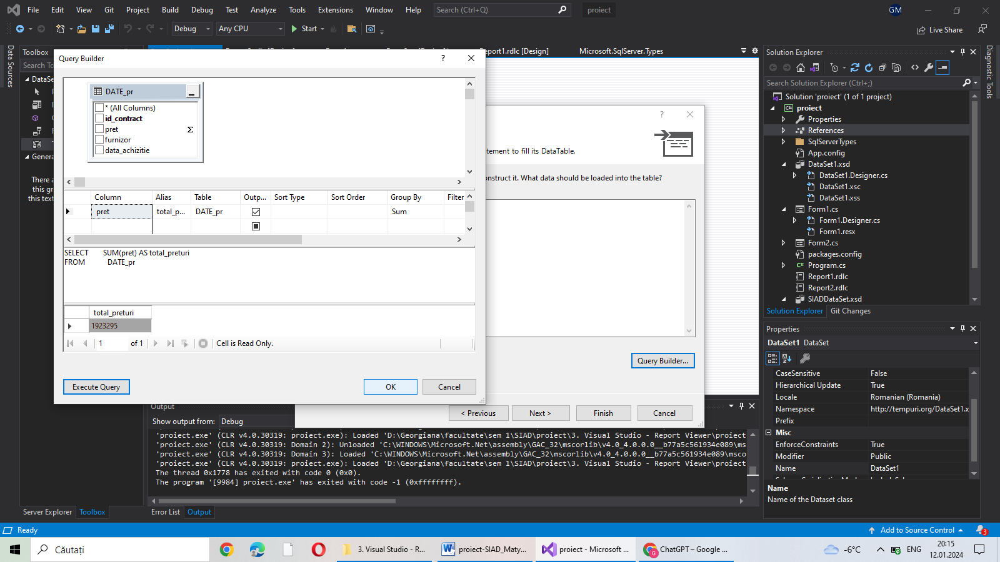 File Edit View Git Project Build Debug Test Analyze Tools Extensions Window Help Search (Ctrl+Q) proiect GM
Debug Any CPU Start Live Share
Data Sources
Toolbox
Search To
DataSe
Genera
There a
this gr
this text
Report1.rdlc [Design] Microsoft.SqlServer.Types
Query Builder ?
DATE_pr
* (All Columns)
id_contract
pret
furnizor
data_achizitie
Column Alias Table Outp... Sort Type Sort Order Group By Filter
pret total_p... DATE_pr Sum
SELECT SUM(pret) AS total_preturi
FROM DATE_pr
total_preturi
1923295
1 of 1 Cell is Read Only.
Execute Query OK Cancel
?
tement to fill its DataTable.
onstruct it. What data should be loaded into the table?
Query Builder...
< Previous Next > Finish Cancel
Output
Show output from: Debug
'proiect.exe' (CLR v4.0.30319: proiect.exe): Loaded 'D:\Georgiana\facultate\sem 1\SIAD\proiect\3. Visual Studio - Report Viewer\proiect
'proiect.exe' (CLR v4.0.30319: Domain 2): Unloaded 'C:\WINDOWS\Microsoft.Net\assembly\GAC_32\mscorlib\v4.0_4.0.0.0__b77a5c561934e089\ms
'proiect.exe' (CLR v4.0.30319: Domain 3): Loaded 'C:\WINDOWS\Microsoft.Net\assembly\GAC_32\mscorlib\v4.0_4.0.0.0__b77a5c561934e089\msco
'proiect.exe' (CLR v4.0.30319: proiect.exe): Loaded 'D:\Georgiana\facultate\sem 1\SIAD\proiect\3. Visual Studio - Report Viewer\proiect
The thread 0x1778 has exited with code 0 (0x0).
The program '[9984] proiect.exe' has exited with code -1 (0xffffffff).
Server Explorer Toolbox Error List Output
Solution Explorer
Search Solution Explorer (Ctrl+;)
Solution 'proiect' (1 of 1 project)
proiect
Properties
References
SqlServerTypes
App.config
DataSet1.xsd
DataSet1.Designer.cs
DataSet1.xsc
DataSet1.xss
Form1.cs
Form1.Designer.cs
Form1.resx
Form2.cs
packages.config
Program.cs
Report1.rdlc
Report2.rdlc
SIADDataSet.xsd
Solution Explorer Git Changes
Diagnostic Tools
Properties
DataSet1 DataSet
CaseSensitive False
Hierarchical Update True
Locale Romanian (Romania)
Namespace http://tempuri.org/DataSet1.x
Prefix
Misc
EnforceConstraints True
Modifier Public
Name DataSet1
Name
Name of the Dataset class
Ready Add to Source Control 3
Căutați 3. Visual Studio - R... proiect-SIAD_Maty... proiect - Microsoft ... ChatGPT – Google ... -6°C ENG 20:15
12.01.2024